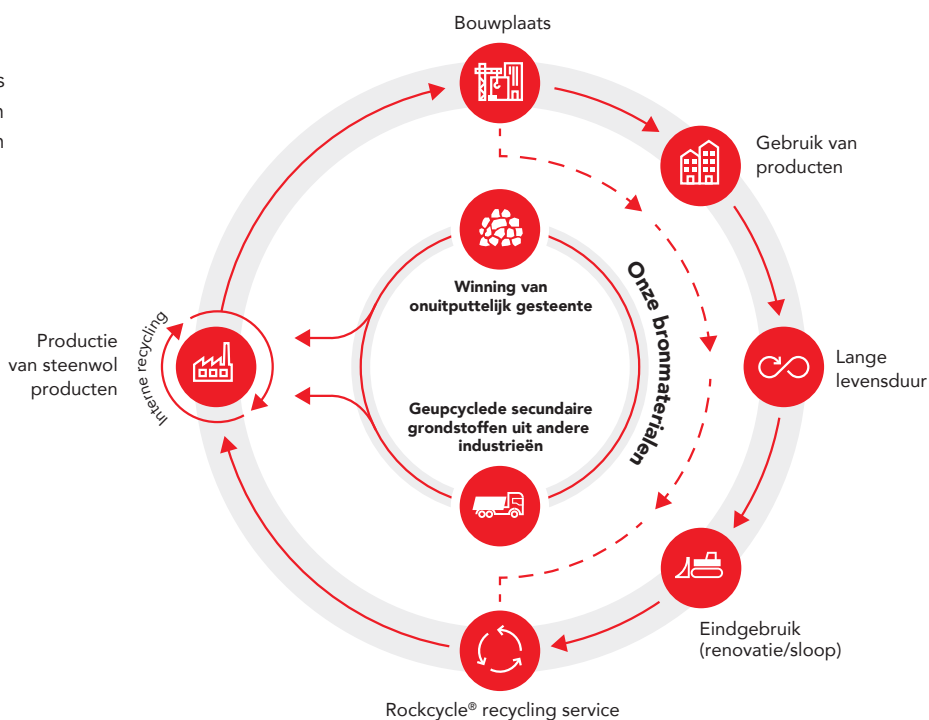 s
n
n
Bouwplaats
Gebruik van
producten
Lange
levensduur
Eindgebruik
(renovatie/sloop)
Rockcycle® recycling service
Productie
van steenwol
producten
Interne recycling
Winning van
onuitputtelijk gesteente
Geupcyclede secundaire
grondstoffen uit andere
industrieën
Onze bronmaterialen